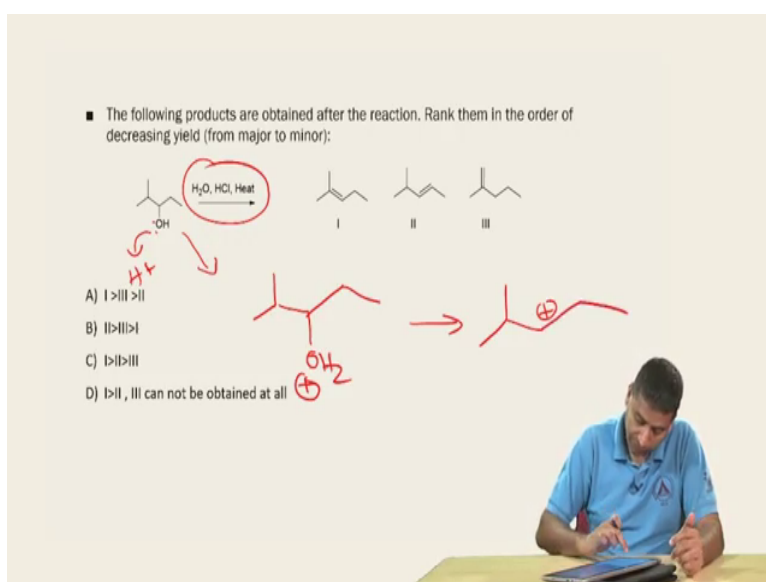 ▪ The following products are obtained after the reaction. Rank them in the order of
decreasing yield (from major to minor):
H₂O, HCl, Heat
OH
I
II
III
H+
A) I >III >II
B) II>III>I
C) I>II>III
D) I>II , III can not be obtained at all
OH₂
⊕
⊕